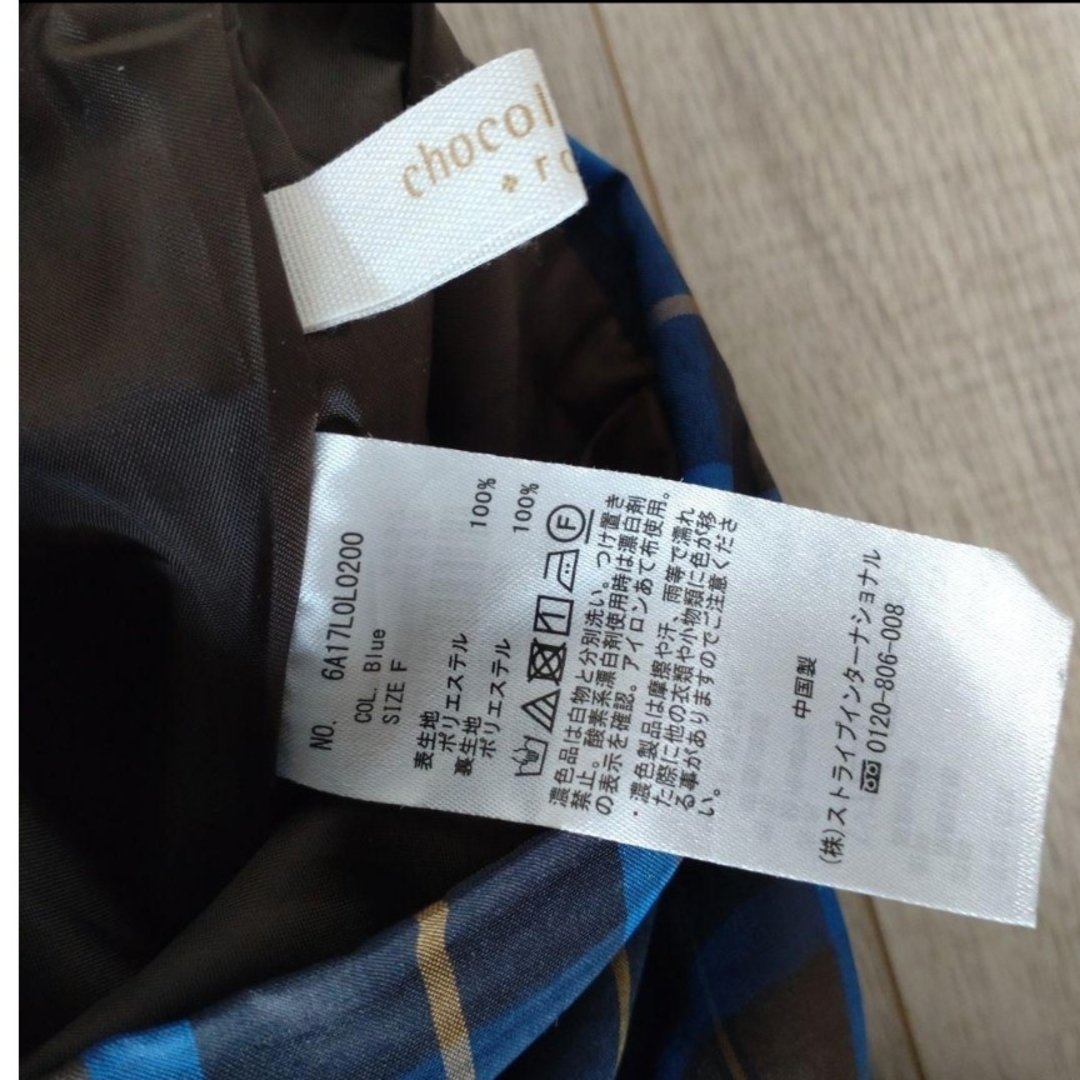 chocol
NO. 6A17L0L0200
COL. Blue
SIZE F
表生地
ポリエステル 100%
裏生地
ポリエステル 100%
F
濃色品は白物と分別洗い。つけ置き
禁止。酸素系漂白剤使用時は漂白剤
の表示を確認。アイロンあて布使用。
・濃色製品は摩擦や汗、雨等で濡れ
た際に他の衣類や小物類に色が移
る事がありますのでご注意くださ
い。
中国製
(株)ストライプインターナショナル
0120-806-008